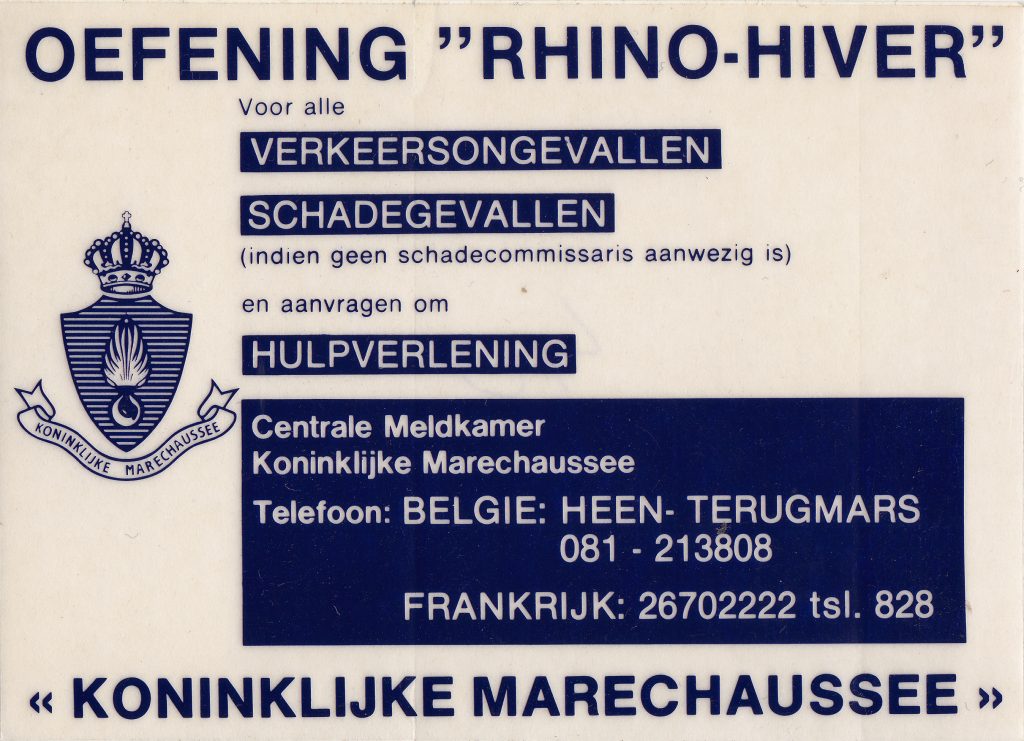 OEFENING "RHINO-HIVER"
Voor alle
VERKEERSONGEVALLEN
SCHADEGEVALLEN
(indien geen schadecommissaris aanwezig is)
en aanvragen om
HULPVERLENING
KONINKLIJKE MARECHAUSSEE
Centrale Meldkamer
Koninklijke Marechaussee
Telefoon: BELGIE: HEEN- TERUGMARS
081 - 213808
FRANKRIJK: 26702222 tsl. 828
« KONINKLIJKE MARECHAUSSEE »